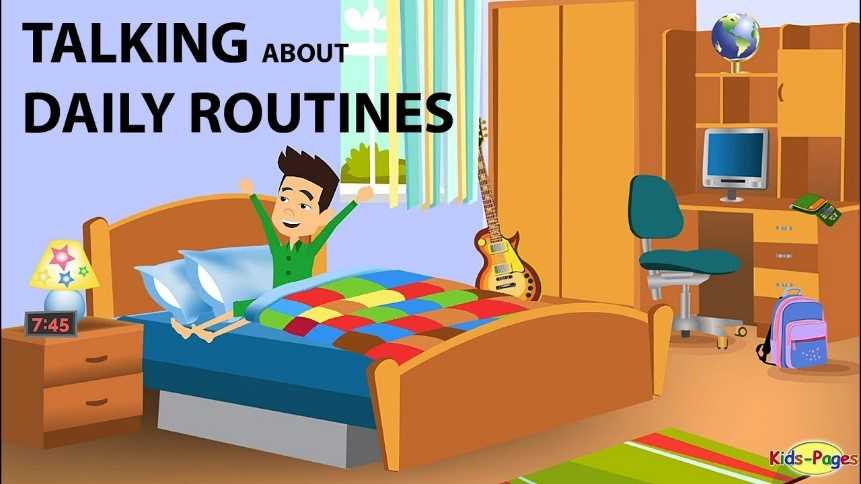 TALKING ABOUT
DAILY ROUTINES
7:45
Kids-Pages